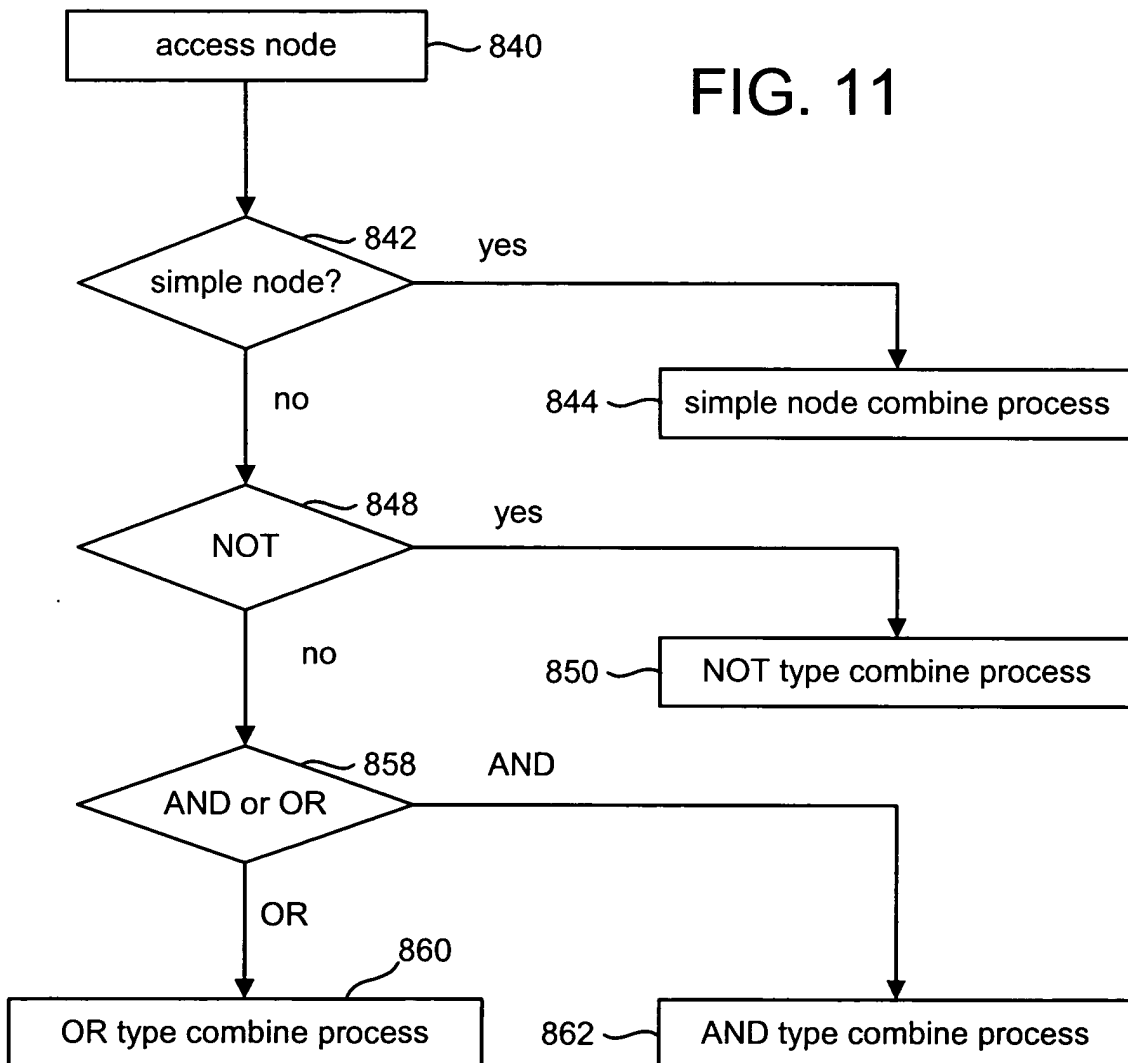 access node
840
FIG. 11
842
yes
simple node?
no
844
simple node combine process
848
yes
NOT
no
850
NOT type combine process
858
AND
AND or OR
OR
860
OR type combine process
862
AND type combine process